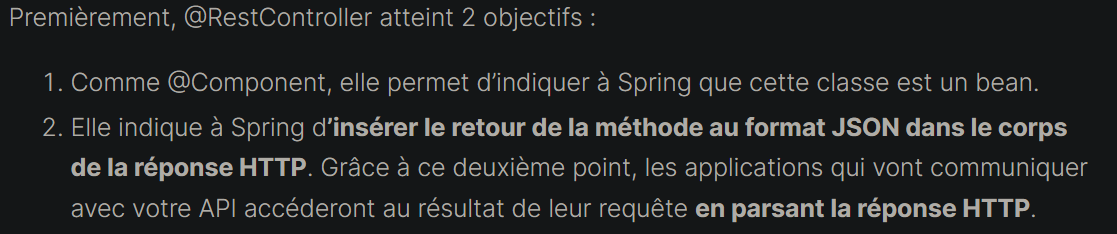 Premièrement, @RestController atteint 2 objectifs :
1. Comme @Component, elle permet d’indiquer à Spring que cette classe est un bean.
2. Elle indique à Spring d’insérer le retour de la méthode au format JSON dans le corps
de la réponse HTTP. Grâce à ce deuxième point, les applications qui vont communiquer
avec votre API accéderont au résultat de leur requête en parsant la réponse HTTP.